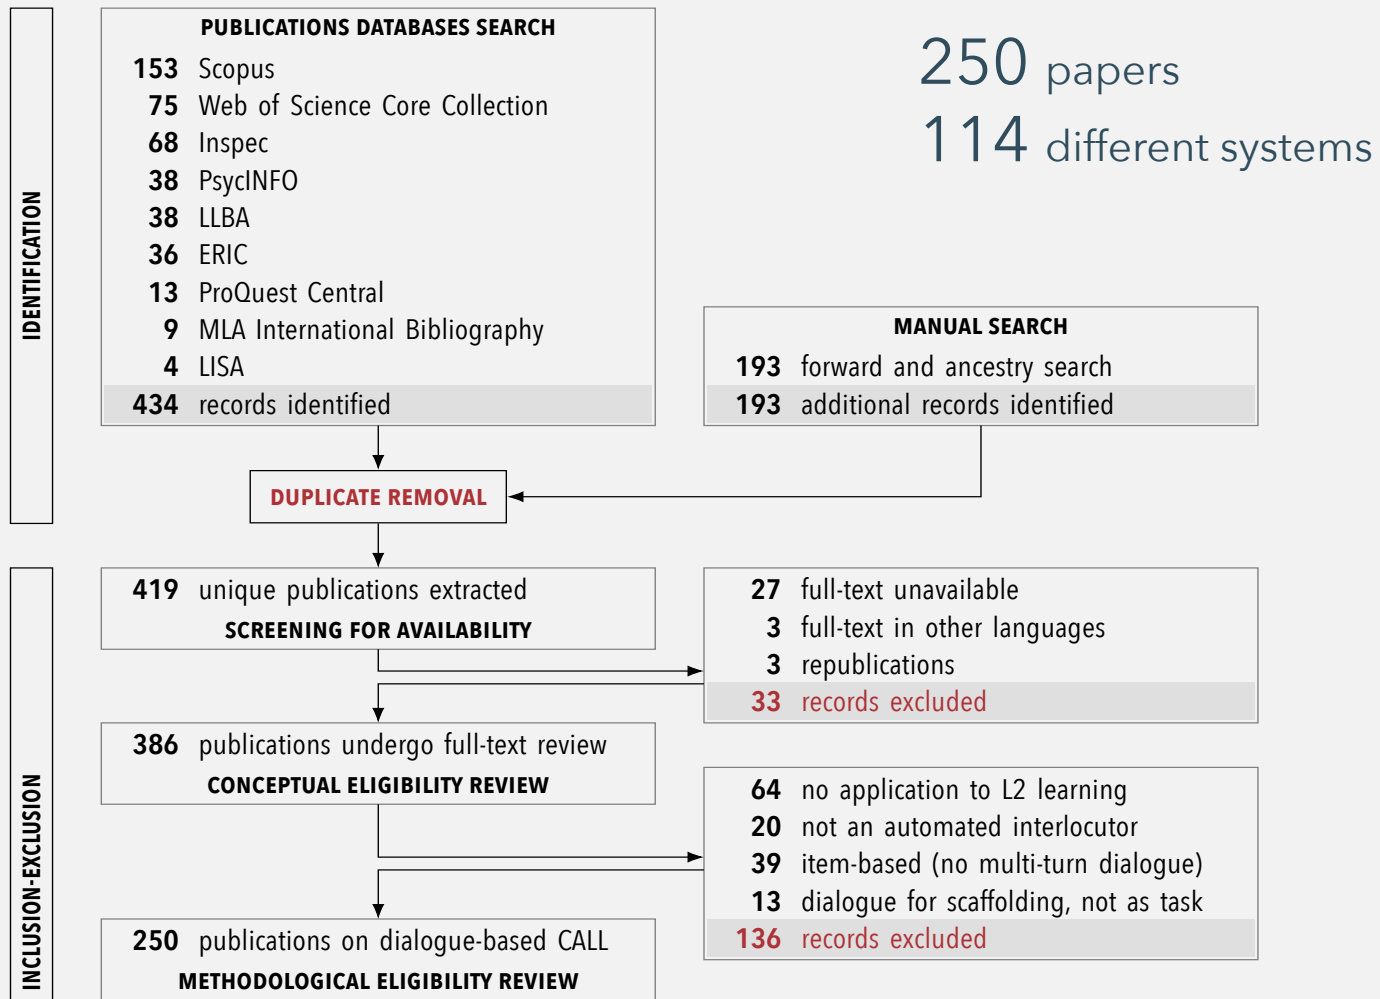 PUBLICATIONS DATABASES SEARCH
153 Scopus
75 Web of Science Core Collection
68 Inspec
38 PsycINFO
38 LLBA
36 ERIC
13 ProQuest Central
9 MLA International Bibliography
4 LISA
434 records identified
250 papers
114 different systems
MANUAL SEARCH
193 forward and ancestry search
193 additional records identified
IDENTIFICATION
DUPLICATE REMOVAL
419 unique publications extracted
SCREENING FOR AVAILABILITY
27 full-text unavailable
3 full-text in other languages
3 republications
33 records excluded
386 publications undergo full-text review
CONCEPTUAL ELIGIBILITY REVIEW
64 no application to L2 learning
20 not an automated interlocutor
39 item-based (no multi-turn dialogue)
13 dialogue for scaffolding, not as task
136 records excluded
250 publications on dialogue-based CALL
METHODOLOGICAL ELIGIBILITY REVIEW
INCLUSION-EXCLUSION